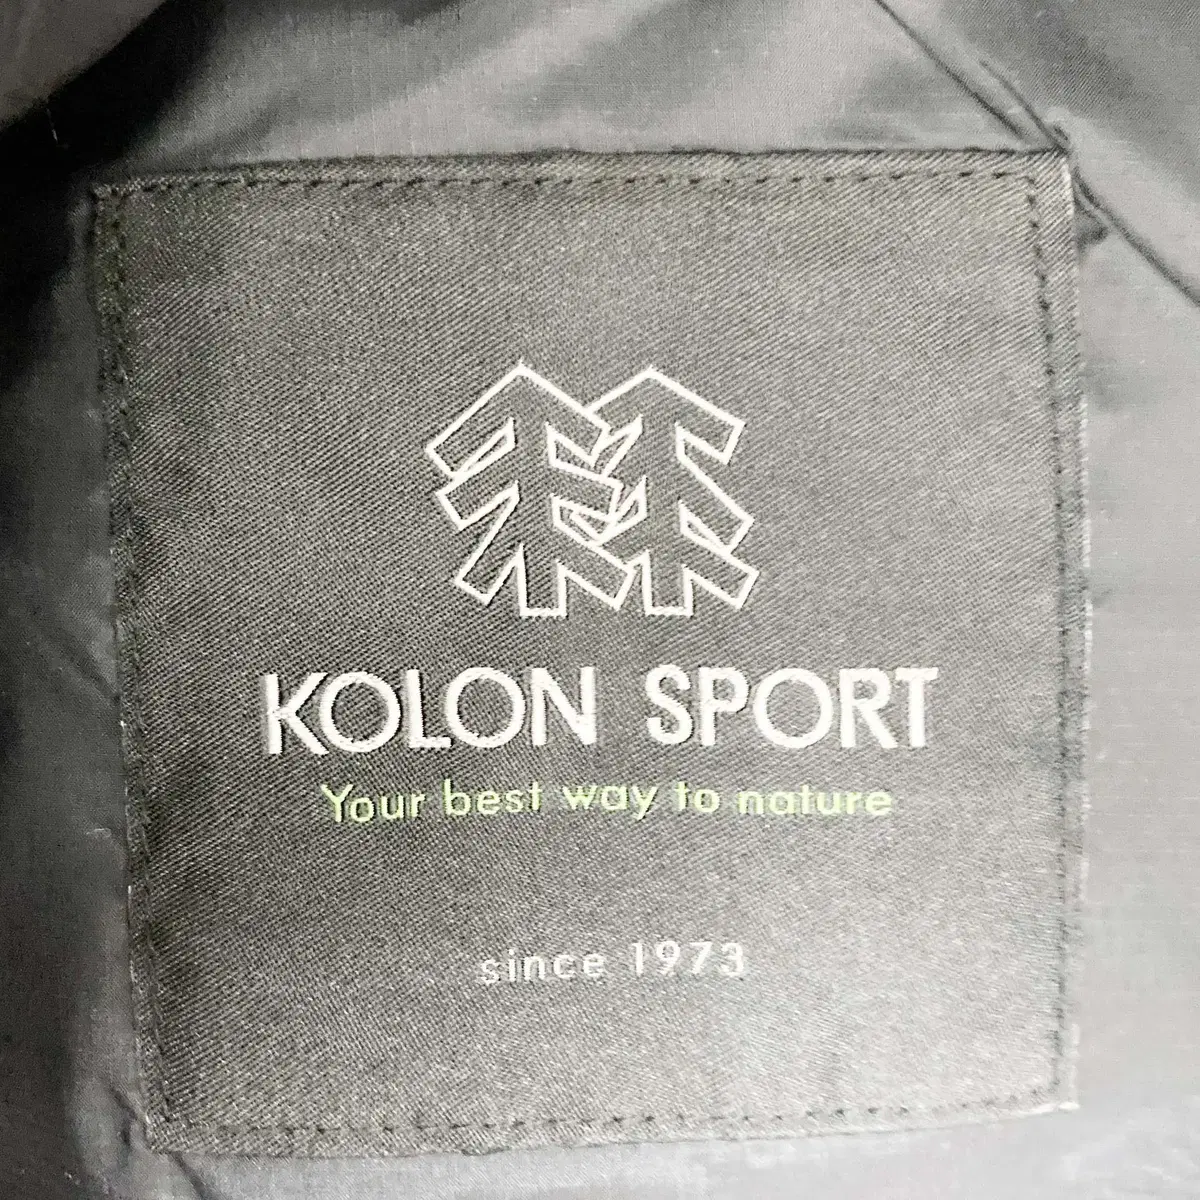 KOLON SPORT
Your best way to nature
since 1973